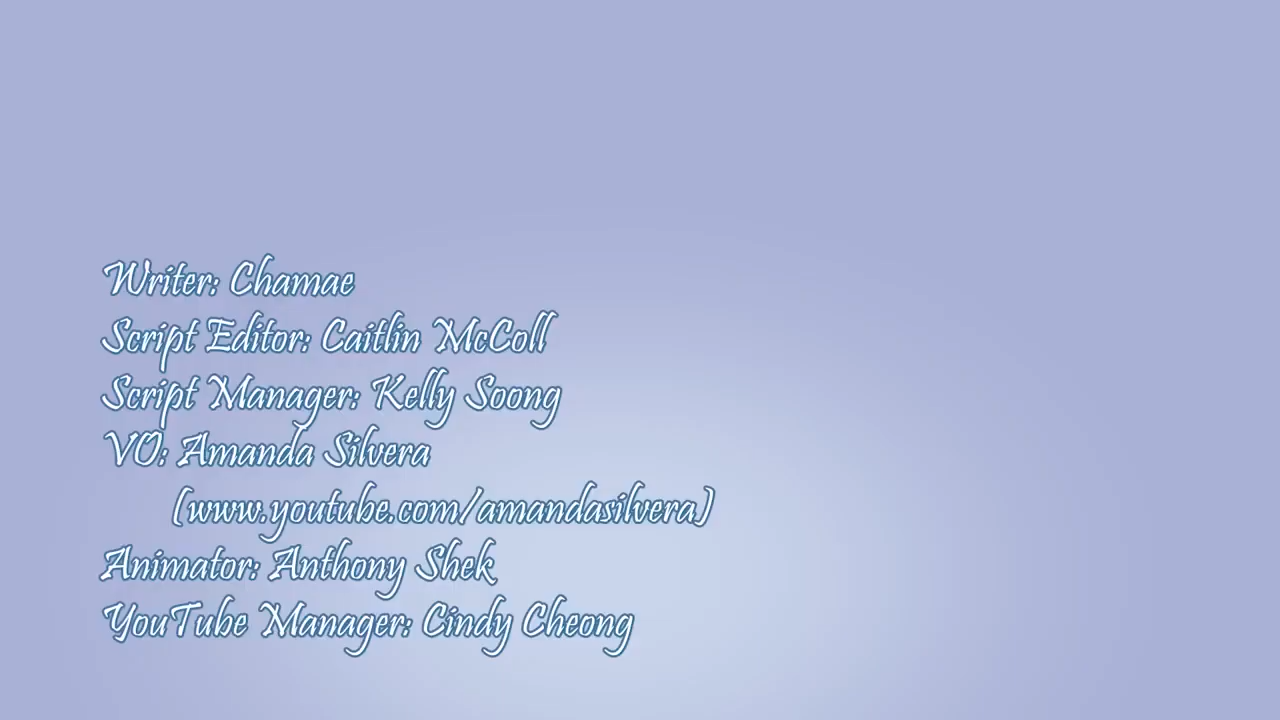 Writer: Chamae
Script Editor: Caitlin McColl
Script Manager: Kelly Soong
VO: Amanda Silvera
(www.youtube.com/amandasilvera)
Animator: Anthony Shek
YouTube Manager: Cindy Cheong